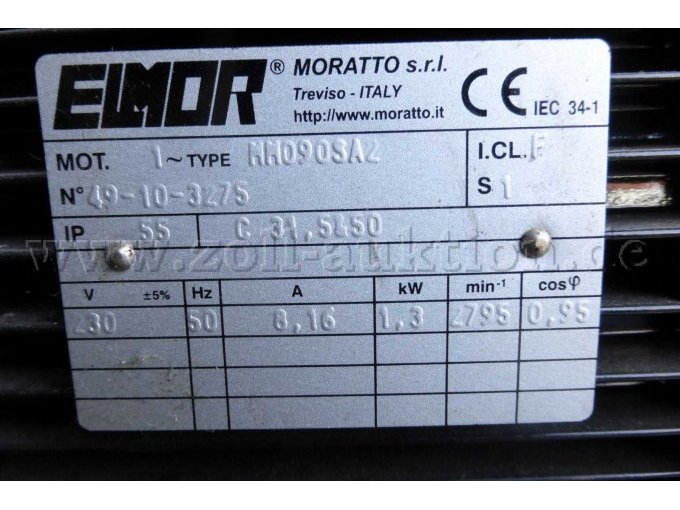 ELMOR® MORATTO s.r.l.
Treviso - ITALY
http://www.moratto.it
CE IEC 34-1
MOT. 1~ TYPE MM090SA2 I.CL. F
N° 49-10-3275 S 1
IP 55 C 31,5L450
www.zoll-auktion.de
V ±5% Hz A kW min-1 cosφ
230 50 8,16 1,3 2795 0,95